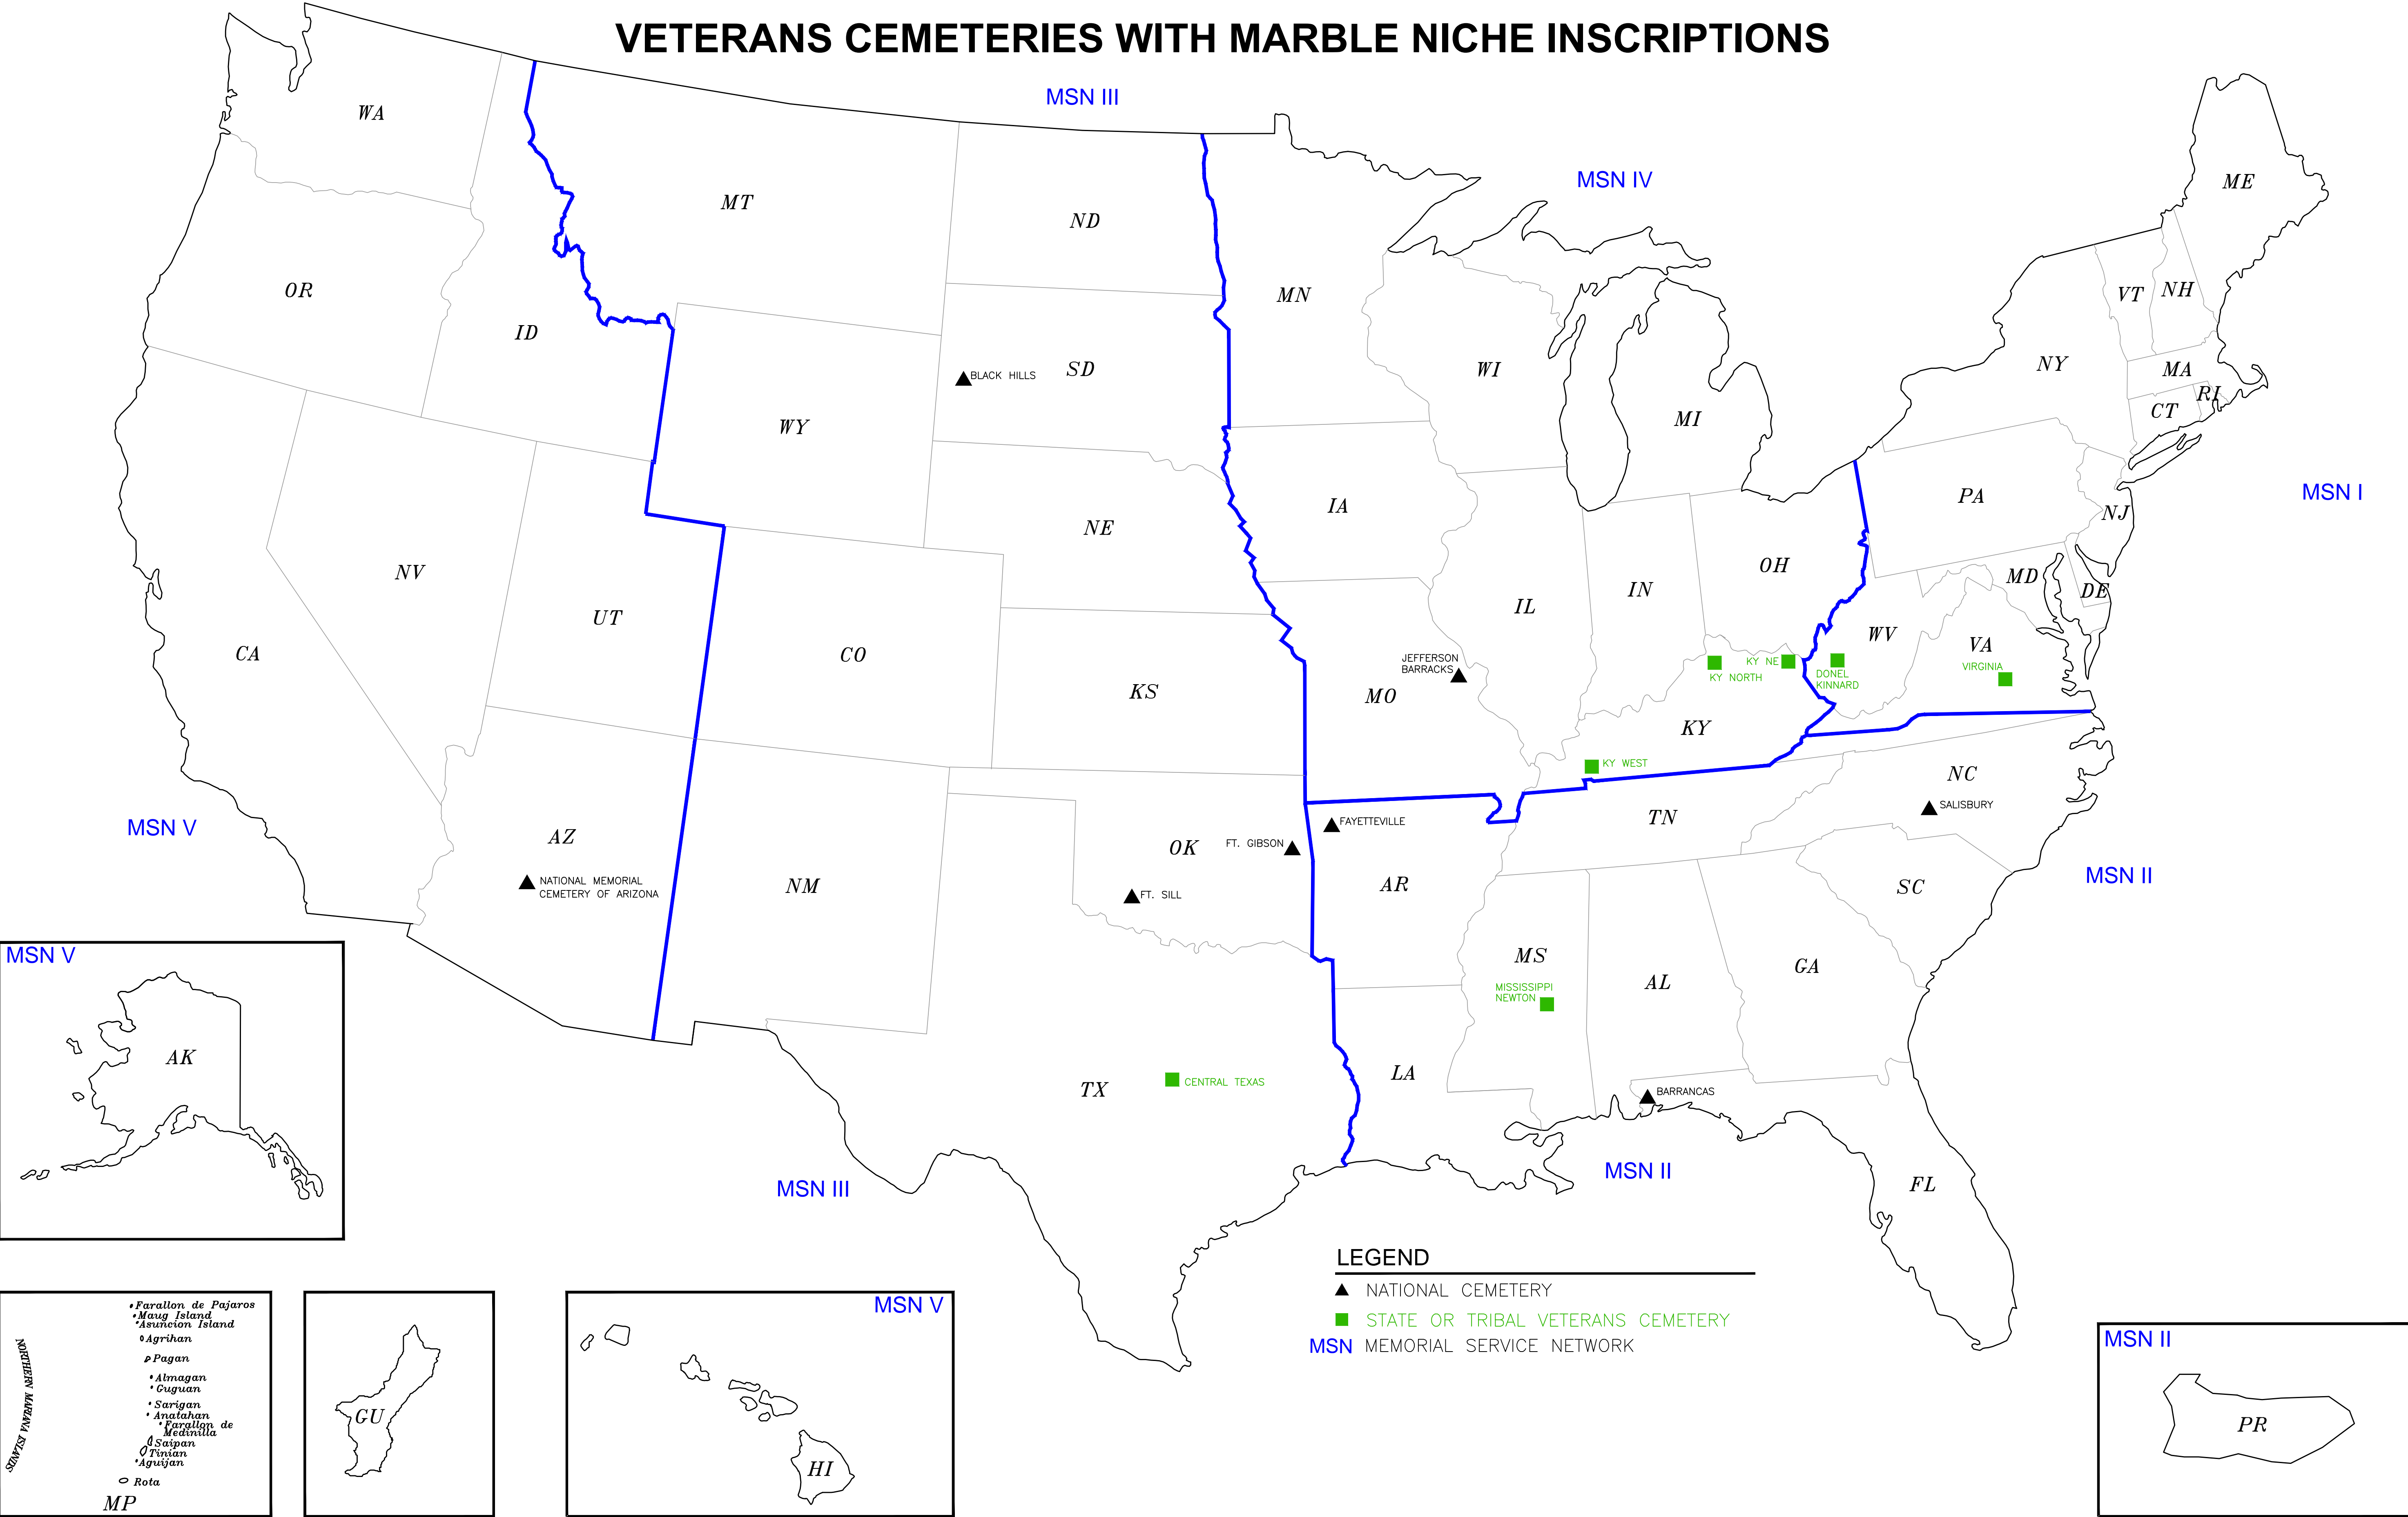 VETERANS CEMETERIES WITH MARBLE NICHE INSCRIPTIONS
MSN III
WA
MSN IV
ME
MT
ND
OR
MN
VT
NH
ID
SD
BLACK HILLS
WI
NY
MA
RI
CT
MI
WY
MSN I
PA
IA
NJ
NE
NV
OH
MD
IN
DE
IL
UT
WV
VA
VIRGINIA
CA
CO
JEFFERSON
BARRACKS
KY NE
KY NORTH
DONEL
KINNARD
KS
MO
KY
KY WEST
NC
SALISBURY
TN
MSN V
AZ
FAYETTEVILLE
OK
FT. GIBSON
NATIONAL MEMORIAL
CEMETERY OF ARIZONA
NM
FT. SILL
AR
SC
MSN II
MSN V
MS
GA
AL
MISSISSIPPI
NEWTON
AK
LA
TX
CENTRAL TEXAS
BARRANCAS
MSN III
MSN II
FL
LEGEND
NATIONAL CEMETERY
STATE OR TRIBAL VETERANS CEMETERY
MSN MEMORIAL SERVICE NETWORK
NORTHERN MARIANA ISLANDS
Farallon de Pajaros
Maug Island
Asuncion Island
Agrihan
Pagan
Almagan
Guguan
Sarigan
Anatahan
Farallon de
Medinilla
Saipan
Tinian
Aguijan
Rota
MP
GU
MSN V
HI
MSN II
PR